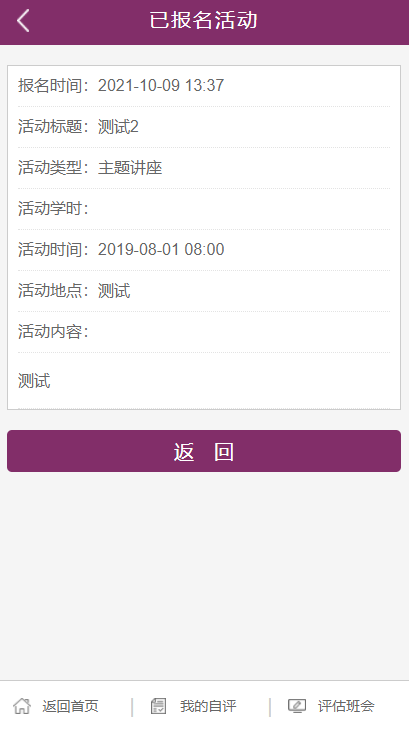 已报名活动
报名时间：2021-10-09 13:37
活动标题：测试2
活动类型：主题讲座
活动学时：
活动时间：2019-08-01 08:00
活动地点：测试
活动内容：
测试
返 回
返回首页 | 我的自评 | 评估班会